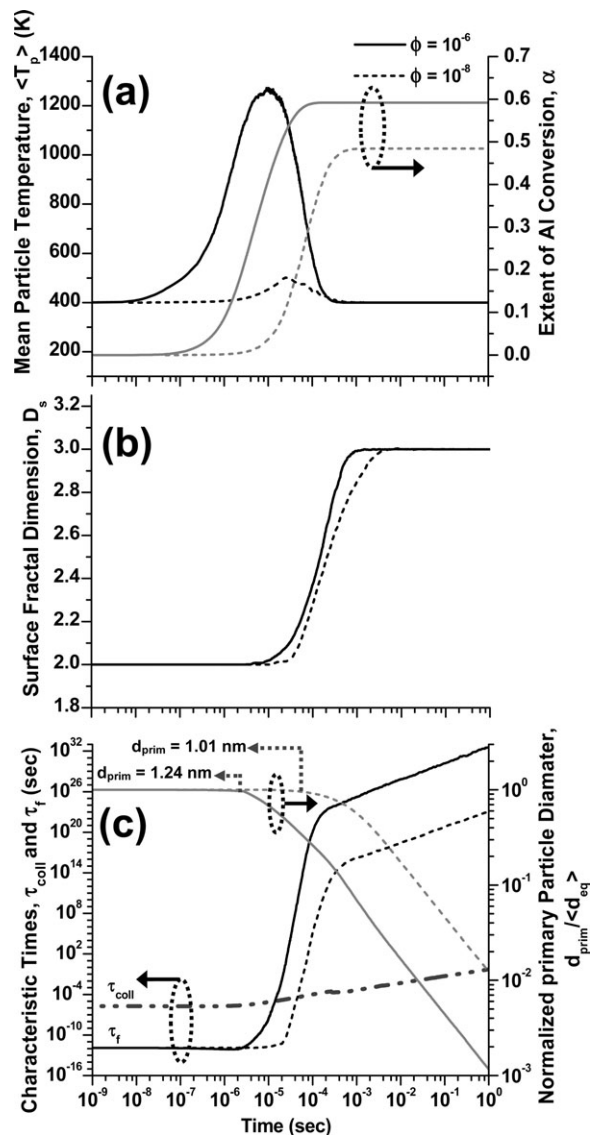 ϕ = 10⁻⁶
ϕ = 10⁻⁸
(a)
Mean Particle Temperature, <Tₚ> (K)
1400
1200
1000
800
600
400
200
0.7
0.6
0.5
0.4
0.3
0.2
0.1
0.0
Extent of Al Conversion, α
(b)
Surface Fractal Dimension, Dₛ
3.2
3.0
2.8
2.6
2.4
2.2
2.0
1.8
(c)
Characteristic Times, τ_coll and τ_f (sec)
10³²
10²⁶
10²⁰
10¹⁴
10⁸
10²
10⁻⁴
10⁻¹⁰
10⁻¹⁶
d_prim = 1.01 nm
d_prim = 1.24 nm
τ_coll
τ_f
10⁰
10⁻¹
10⁻²
10⁻³
Normalized primary Particle Diamater,
d_prim/<d_eq>
10⁻⁹ 10⁻⁸ 10⁻⁷ 10⁻⁶ 10⁻⁵ 10⁻⁴ 10⁻³ 10⁻² 10⁻¹ 10⁰
Time (sec)